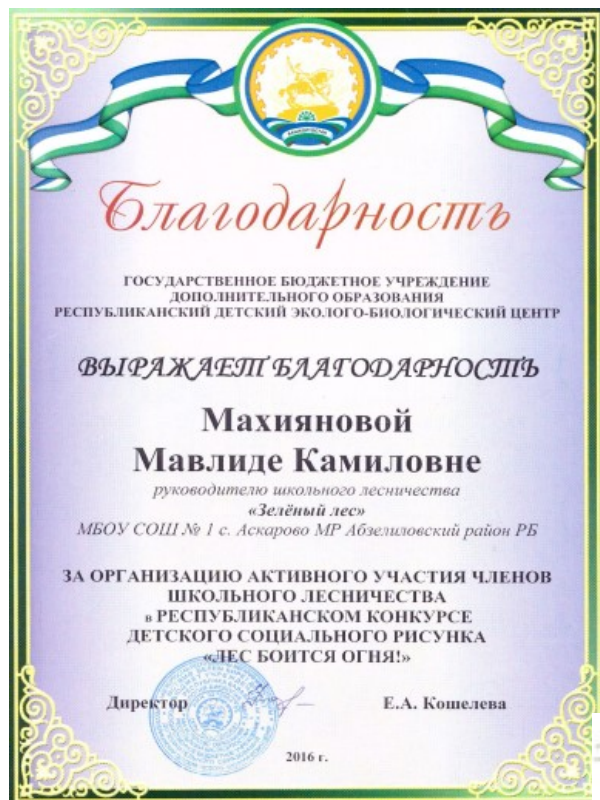 Благодарность
ГОСУДАРСТВЕННОЕ БЮДЖЕТНОЕ УЧРЕЖДЕНИЕ
ДОПОЛНИТЕЛЬНОГО ОБРАЗОВАНИЯ
РЕСПУБЛИКАНСКИЙ ДЕТСКИЙ ЭКОЛОГО-БИОЛОГИЧЕСКИЙ ЦЕНТР
ВЫРАЖАЕТ БЛАГОДАРНОСТЬ
Махияновой
Мавлиде Камиловне
руководителю школьного лесничества
«Зелёный лес»
МБОУ СОШ № 1 с. Аскарово МР Абзелиловский район РБ
ЗА ОРГАНИЗАЦИЮ АКТИВНОГО УЧАСТИЯ ЧЛЕНОВ
ШКОЛЬНОГО ЛЕСНИЧЕСТВА
в РЕСПУБЛИКАНСКОМ КОНКУРСЕ
ДЕТСКОГО СОЦИАЛЬНОГО РИСУНКА
«ЛЕС БОИТСЯ ОГНЯ!»
Директор Е.А. Кошелева
2016 г.